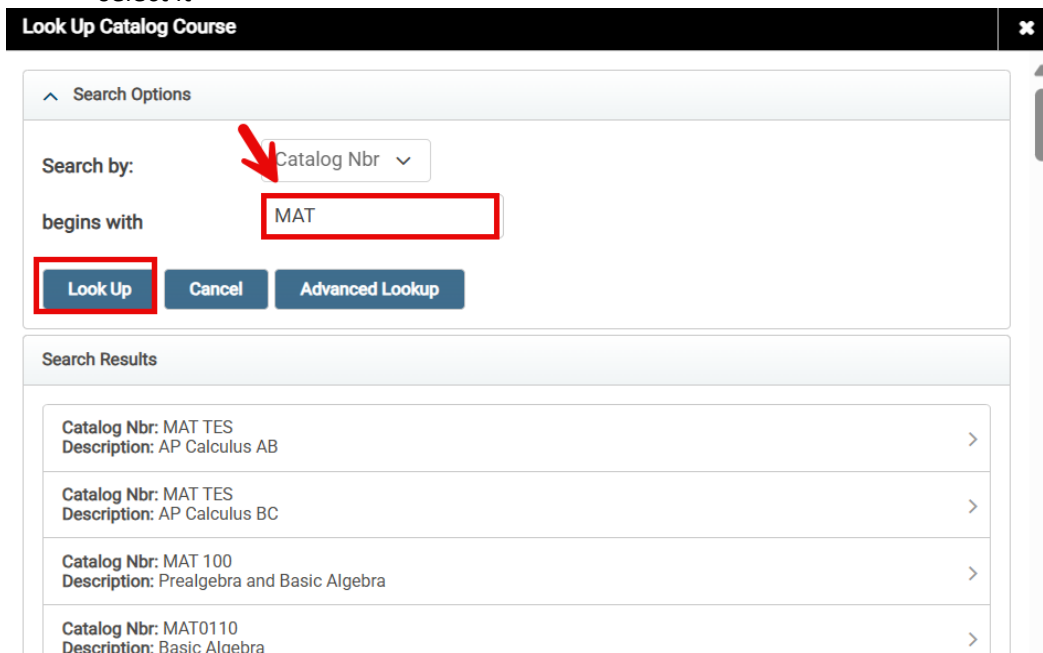 select it
Look Up Catalog Course
Search Options
Search by: Catalog Nbr
begins with MAT
Look Up Cancel Advanced Lookup
Search Results
Catalog Nbr: MAT TES
Description: AP Calculus AB
Catalog Nbr: MAT TES
Description: AP Calculus BC
Catalog Nbr: MAT 100
Description: Prealgebra and Basic Algebra
Catalog Nbr: MAT0110
Description: Basic Algebra